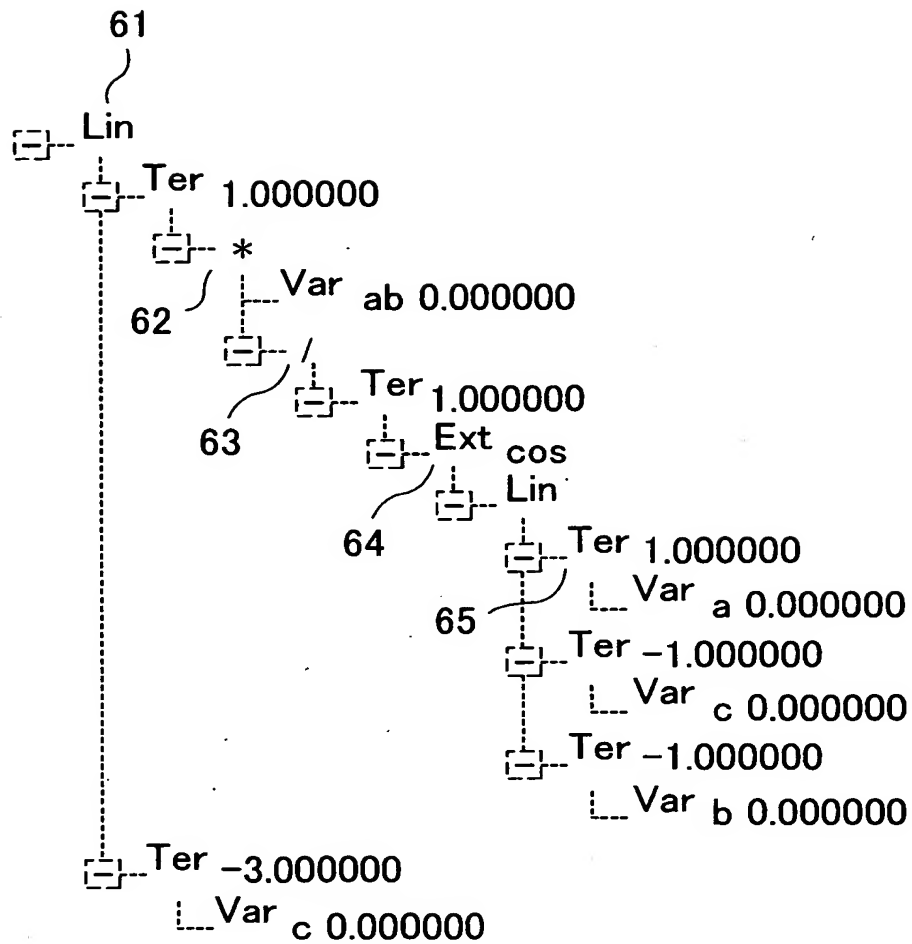 61
Lin
Ter 1.000000
*
62
Var ab 0.000000
/
63
Ter 1.000000
Ext cos
64
Lin
Ter 1.000000
65
Var a 0.000000
Ter -1.000000
Var c 0.000000
Ter -1.000000
Var b 0.000000
Ter -3.000000
Var c 0.000000